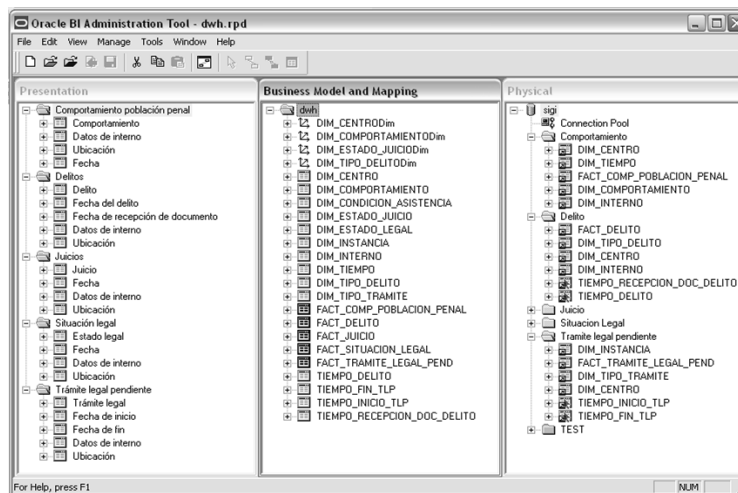 Oracle BI Administration Tool - dwh.rpd
File Edit View Manage Tools Window Help
Presentation
Comportamiento población penal
Comportamiento
Datos de interno
Ubicación
Fecha
Delitos
Delito
Fecha del delito
Fecha de recepción de documento
Datos de interno
Ubicación
Juicios
Juicio
Fecha
Datos de interno
Ubicación
Situación legal
Estado legal
Fecha
Datos de interno
Ubicación
Trámite legal pendiente
Trámite legal
Fecha de inicio
Fecha de fin
Datos de interno
Ubicación
Business Model and Mapping
dwh
DIM_CENTRODim
DIM_COMPORTAMIENTODim
DIM_ESTADO_JUICIODim
DIM_TIPO_DELITODim
DIM_CENTRO
DIM_COMPORTAMIENTO
DIM_CONDICION_ASISTENCIA
DIM_ESTADO_JUICIO
DIM_ESTADO_LEGAL
DIM_INSTANCIA
DIM_INTERNO
DIM_TIEMPO
DIM_TIPO_DELITO
DIM_TIPO_TRAMITE
FACT_COMP_POBLACION_PENAL
FACT_DELITO
FACT_JUICIO
FACT_SITUACION_LEGAL
FACT_TRAMITE_LEGAL_PEND
TIEMPO_DELITO
TIEMPO_FIN_TLP
TIEMPO_INICIO_TLP
TIEMPO_RECEPCION_DOC_DELITO
Physical
sigi
Connection Pool
Comportamiento
DIM_CENTRO
DIM_TIEMPO
FACT_COMP_POBLACION_PENAL
DIM_COMPORTAMIENTO
DIM_INTERNO
Delito
FACT_DELITO
DIM_TIPO_DELITO
DIM_CENTRO
DIM_INTERNO
TIEMPO_RECEPCION_DOC_DELITO
TIEMPO_DELITO
Juicio
Situacion Legal
Tramite legal pendiente
DIM_INSTANCIA
FACT_TRAMITE_LEGAL_PEND
DIM_TIPO_TRAMITE
DIM_CENTRO
TIEMPO_INICIO_TLP
TIEMPO_FIN_TLP
TEST
For Help, press F1
NUM